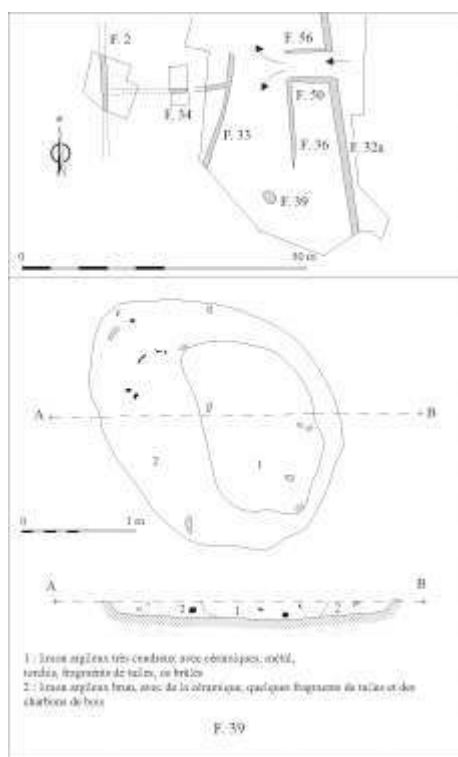 F. 2
F. 56
F. 34
F. 50
F. 33
F. 36
F. 32a
F. 39
0
50 m
A
B
2
1
0
1 m
A
B
2
1
2
1 : limon argileux très cendreux avec céramiques, métal,
torchis, fragments de tuiles, os brûlés
2 : limon argileux brun, avec de la céramique, quelques fragments de tuiles et des
charbons de bois
F. 39